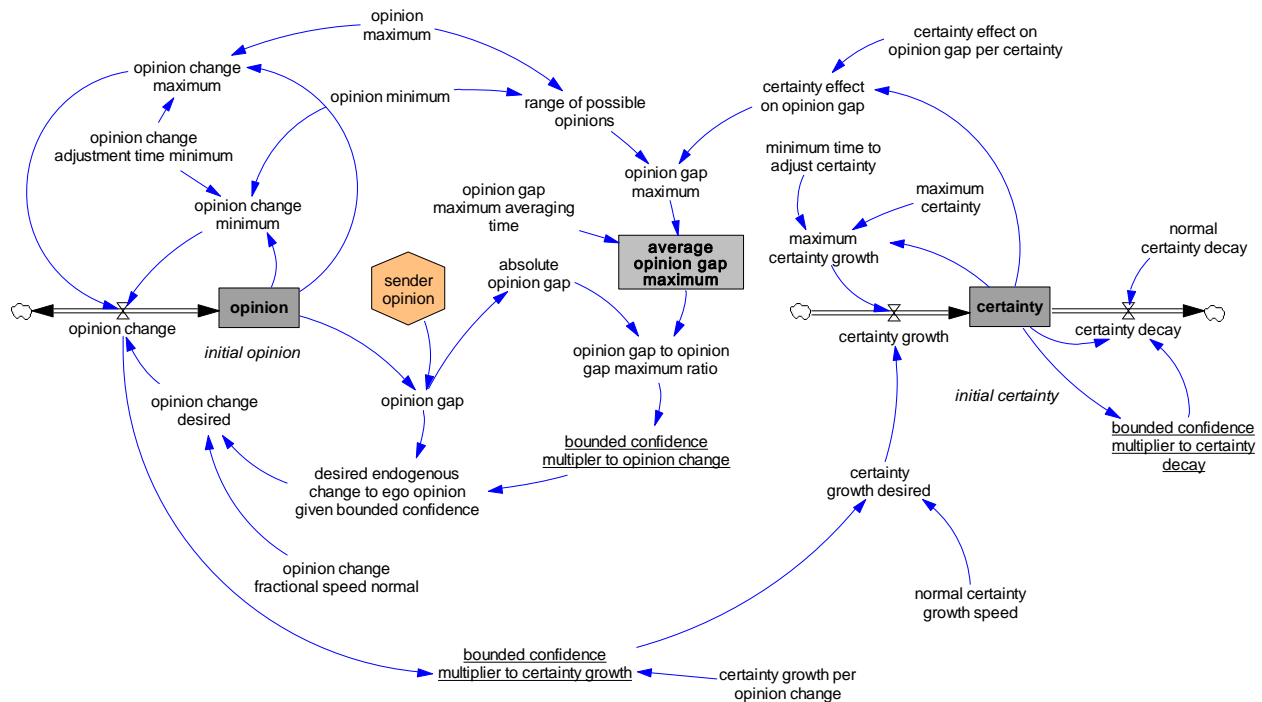 opinion
maximum
certainty effect on
opinion gap per certainty
opinion change
maximum
opinion minimum
range of possible
opinions
certainty effect
on opinion gap
opinion change
adjustment time minimum
minimum time to
adjust certainty
opinion gap
maximum
opinion gap
maximum averaging
time
maximum
certainty
opinion change
minimum
normal
certainty decay
maximum
certainty growth
average
opinion gap
maximum
absolute
opinion gap
sender
opinion
opinion
certainty
opinion change
certainty growth
certainty decay
initial opinion
opinion gap to opinion
gap maximum ratio
initial certainty
opinion change
desired
opinion gap
bounded confidence
multipler to opinion change
bounded confidence
multiplier to certainty
decay
desired endogenous
change to ego opinion
given bounded confidence
certainty
growth desired
opinion change
fractional speed normal
normal certainty
growth speed
bounded confidence
multiplier to certainty growth
certainty growth per
opinion change